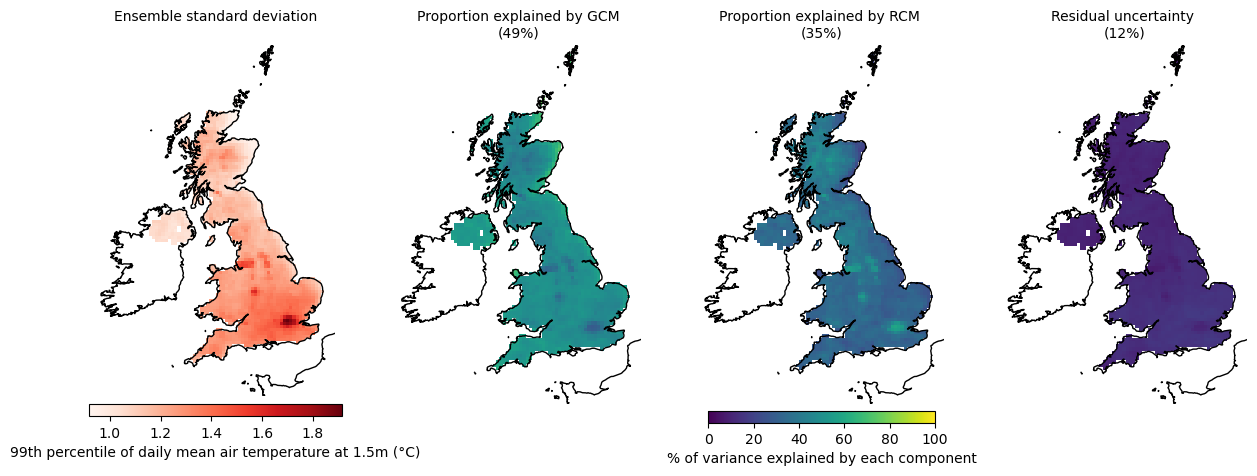 Ensemble standard deviation
Proportion explained by GCM
(49%)
Proportion explained by RCM
(35%)
Residual uncertainty
(12%)
1.0 1.2 1.4 1.6 1.8
99th percentile of daily mean air temperature at 1.5m (°C)
0 20 40 60 80 100
% of variance explained by each component